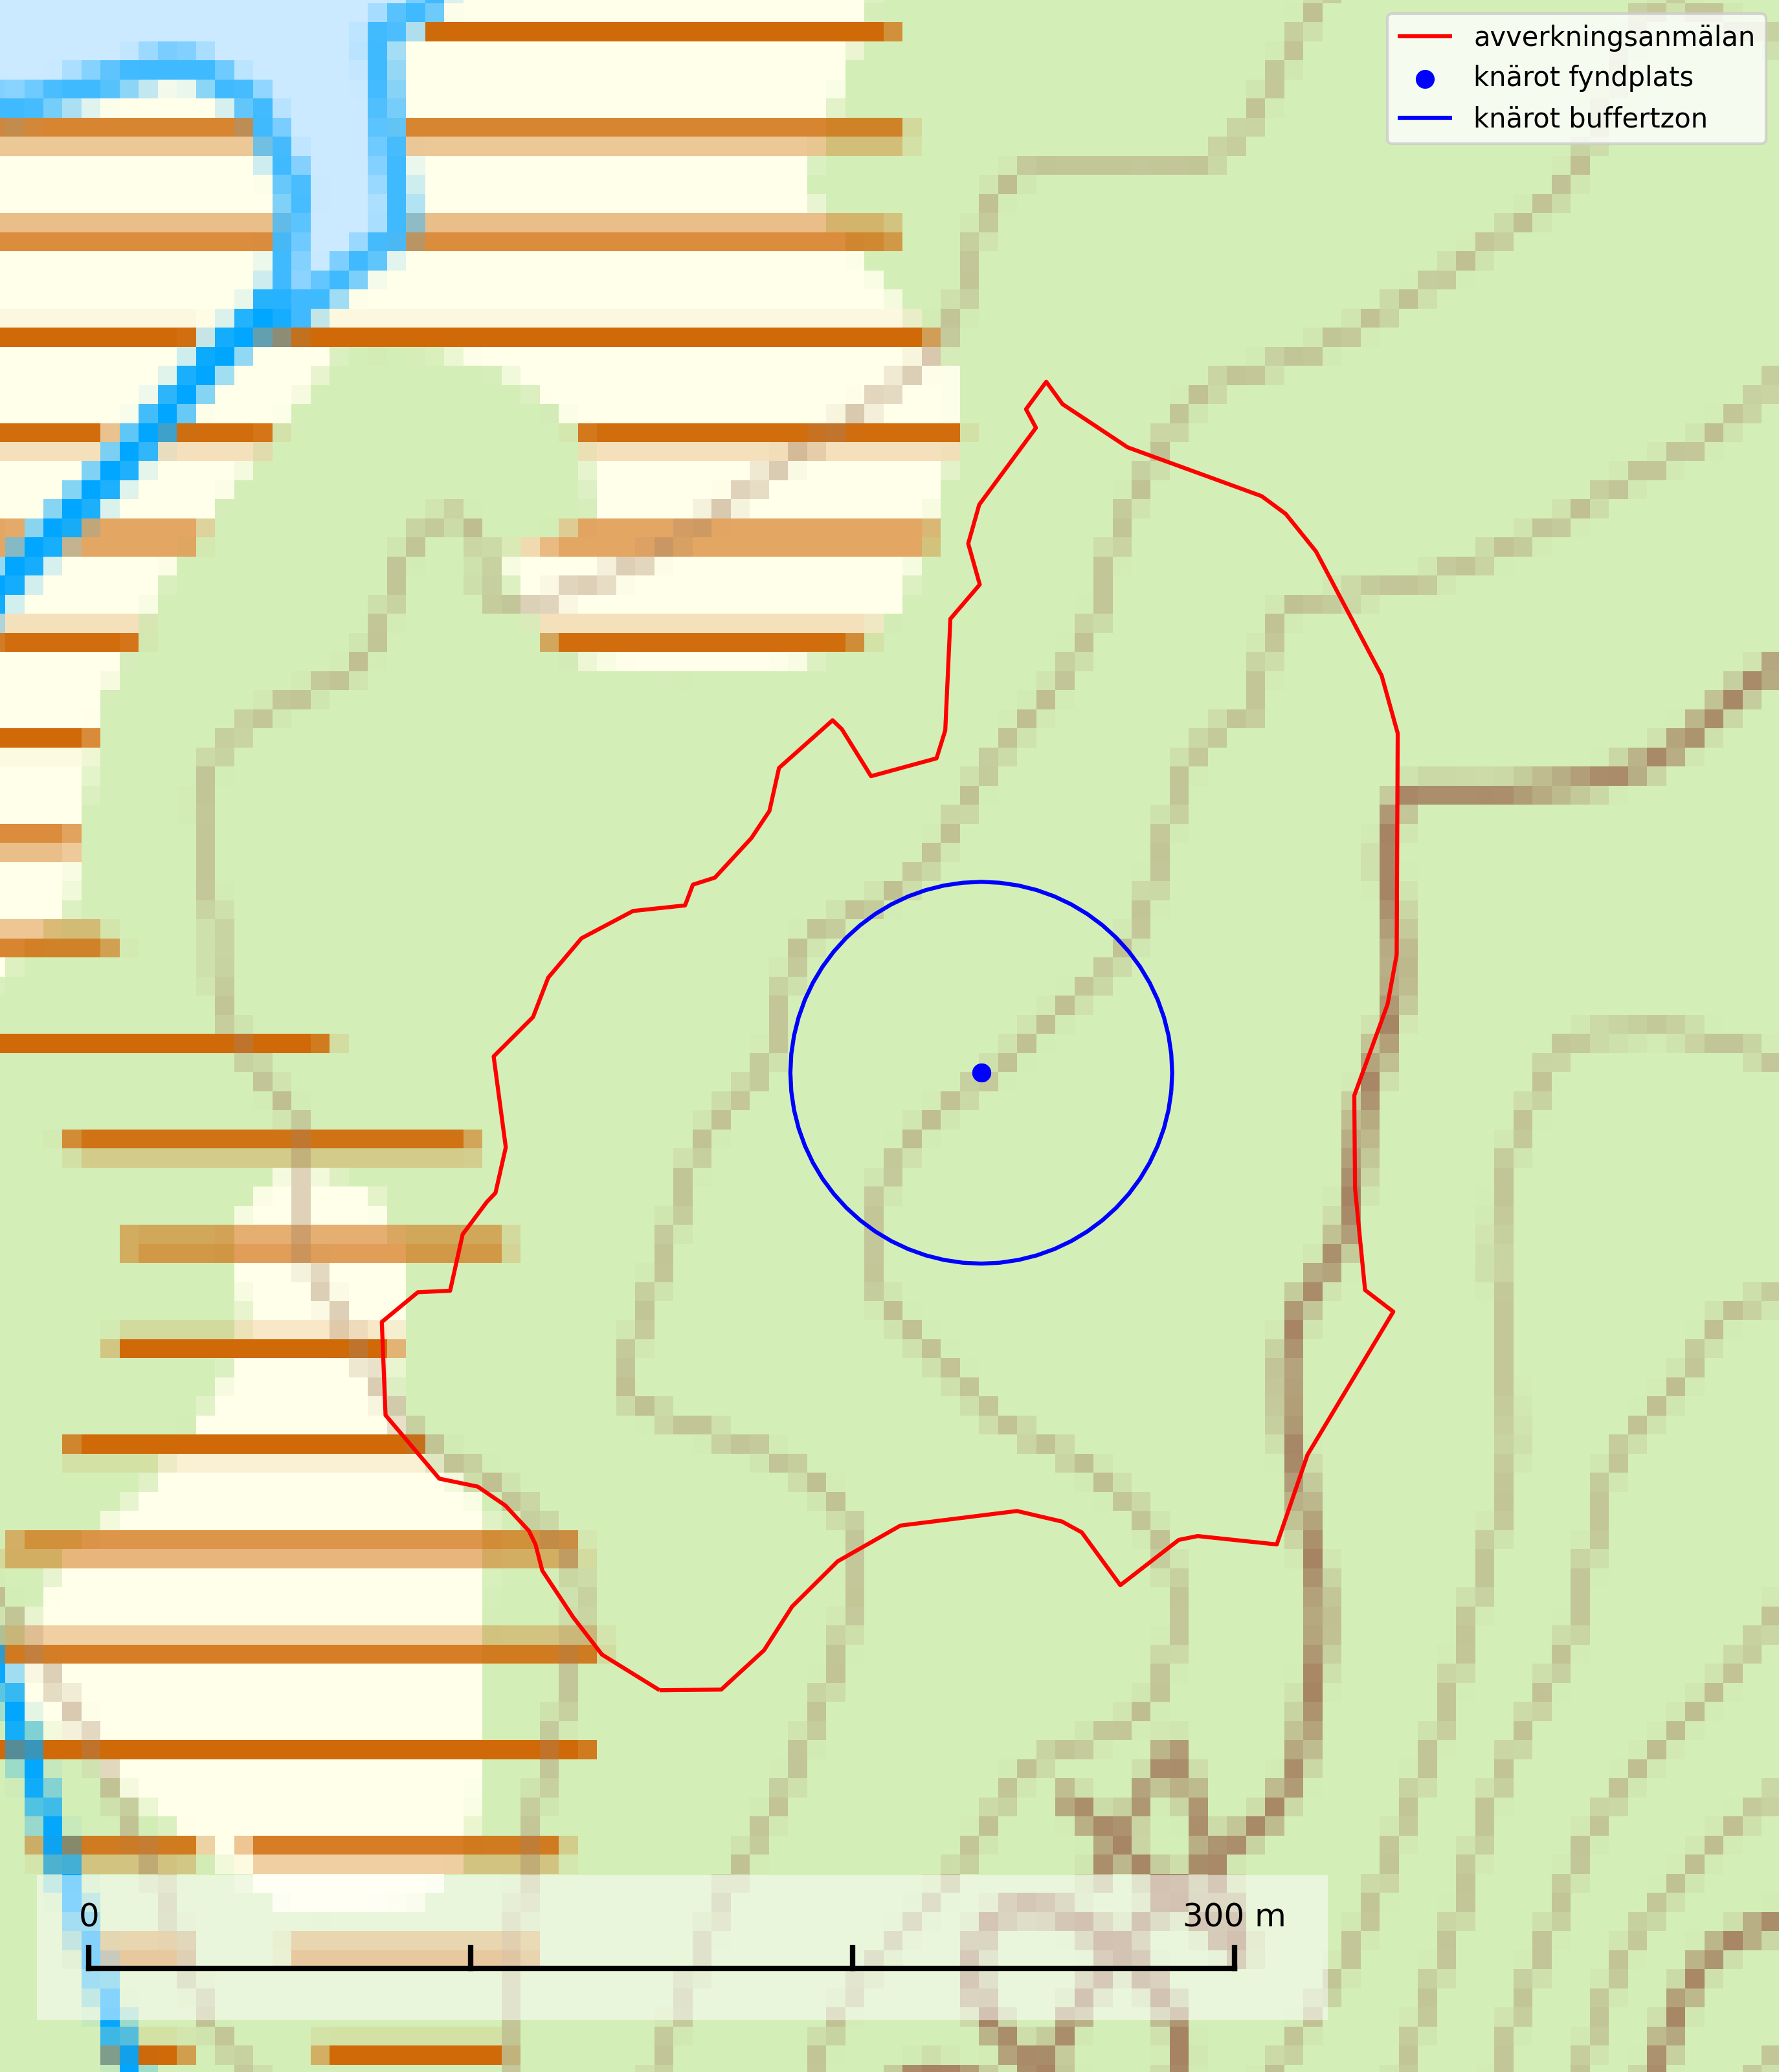 avverkningsanmälan
knärot fyndplats
knärot buffertzon
0 300 m